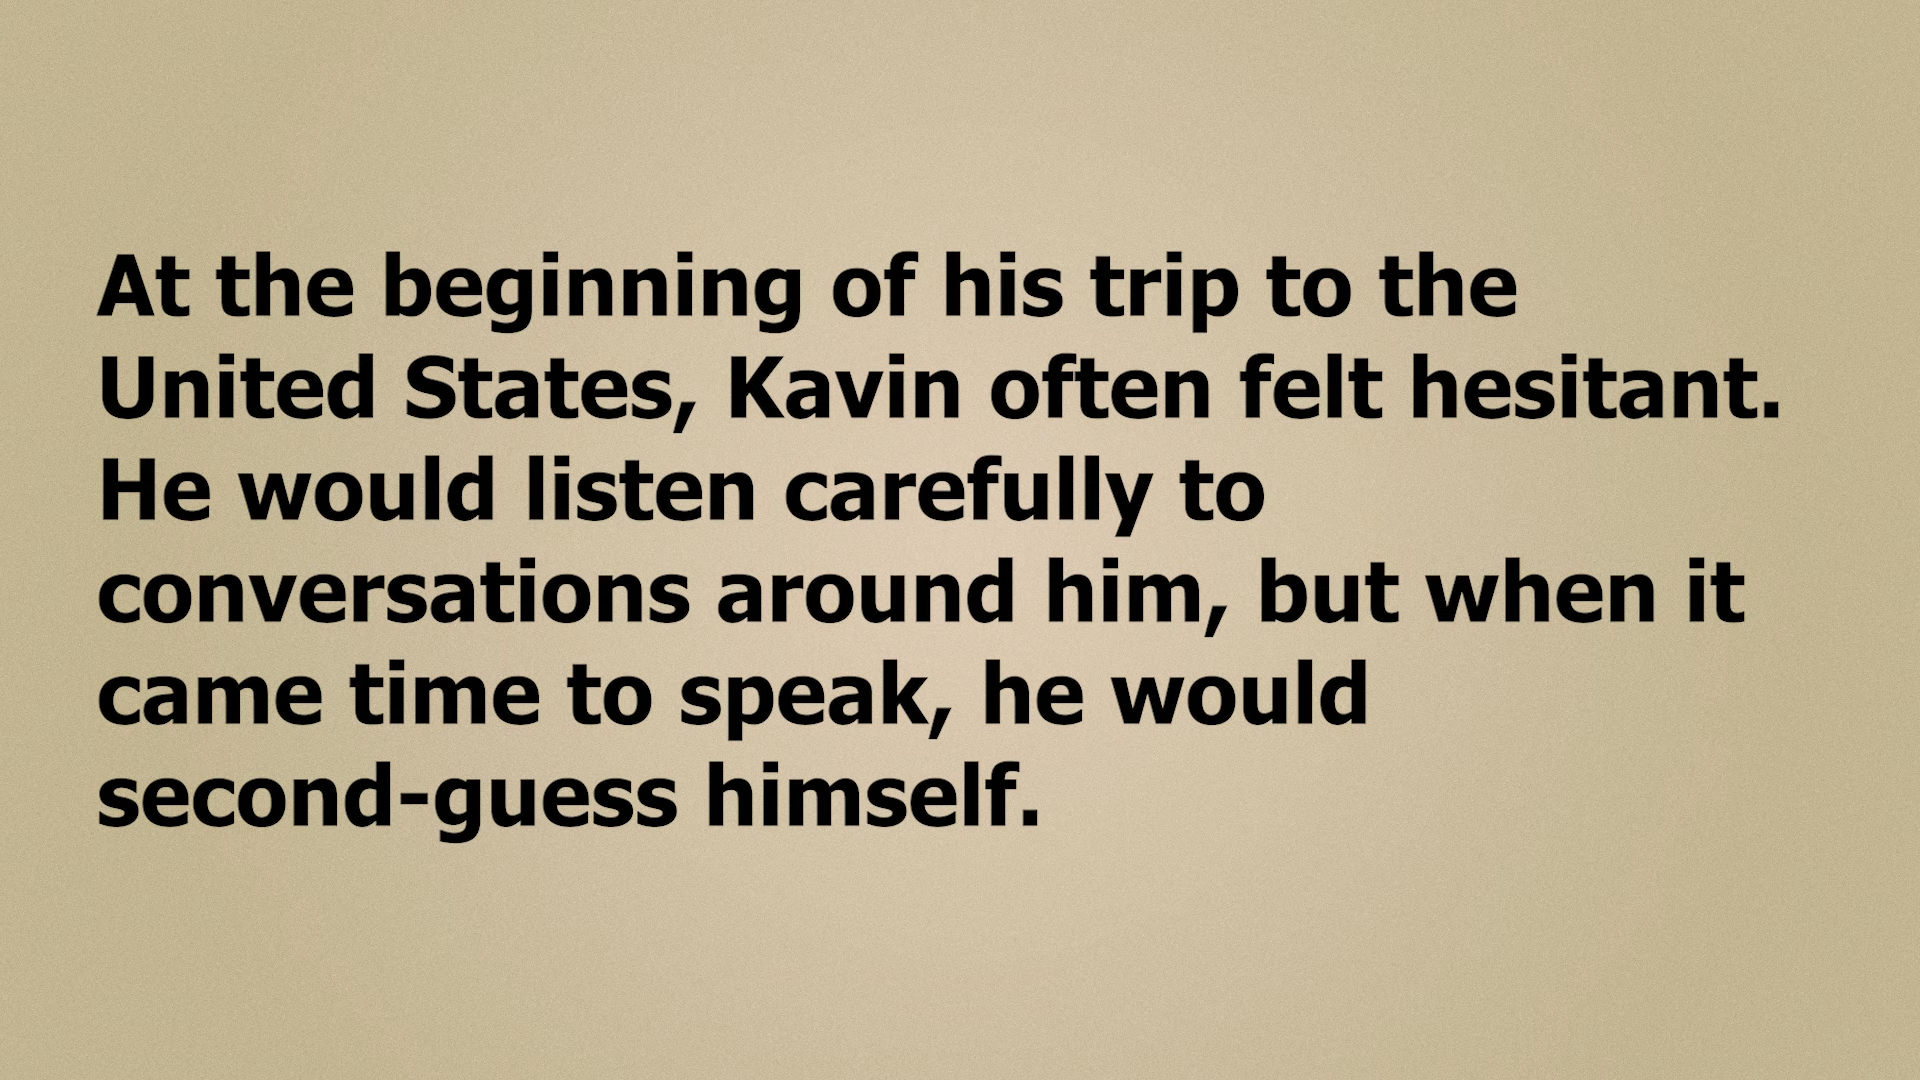 At the beginning of his trip to the
United States, Kavin often felt hesitant.
He would listen carefully to
conversations around him, but when it
came time to speak, he would
second-guess himself.